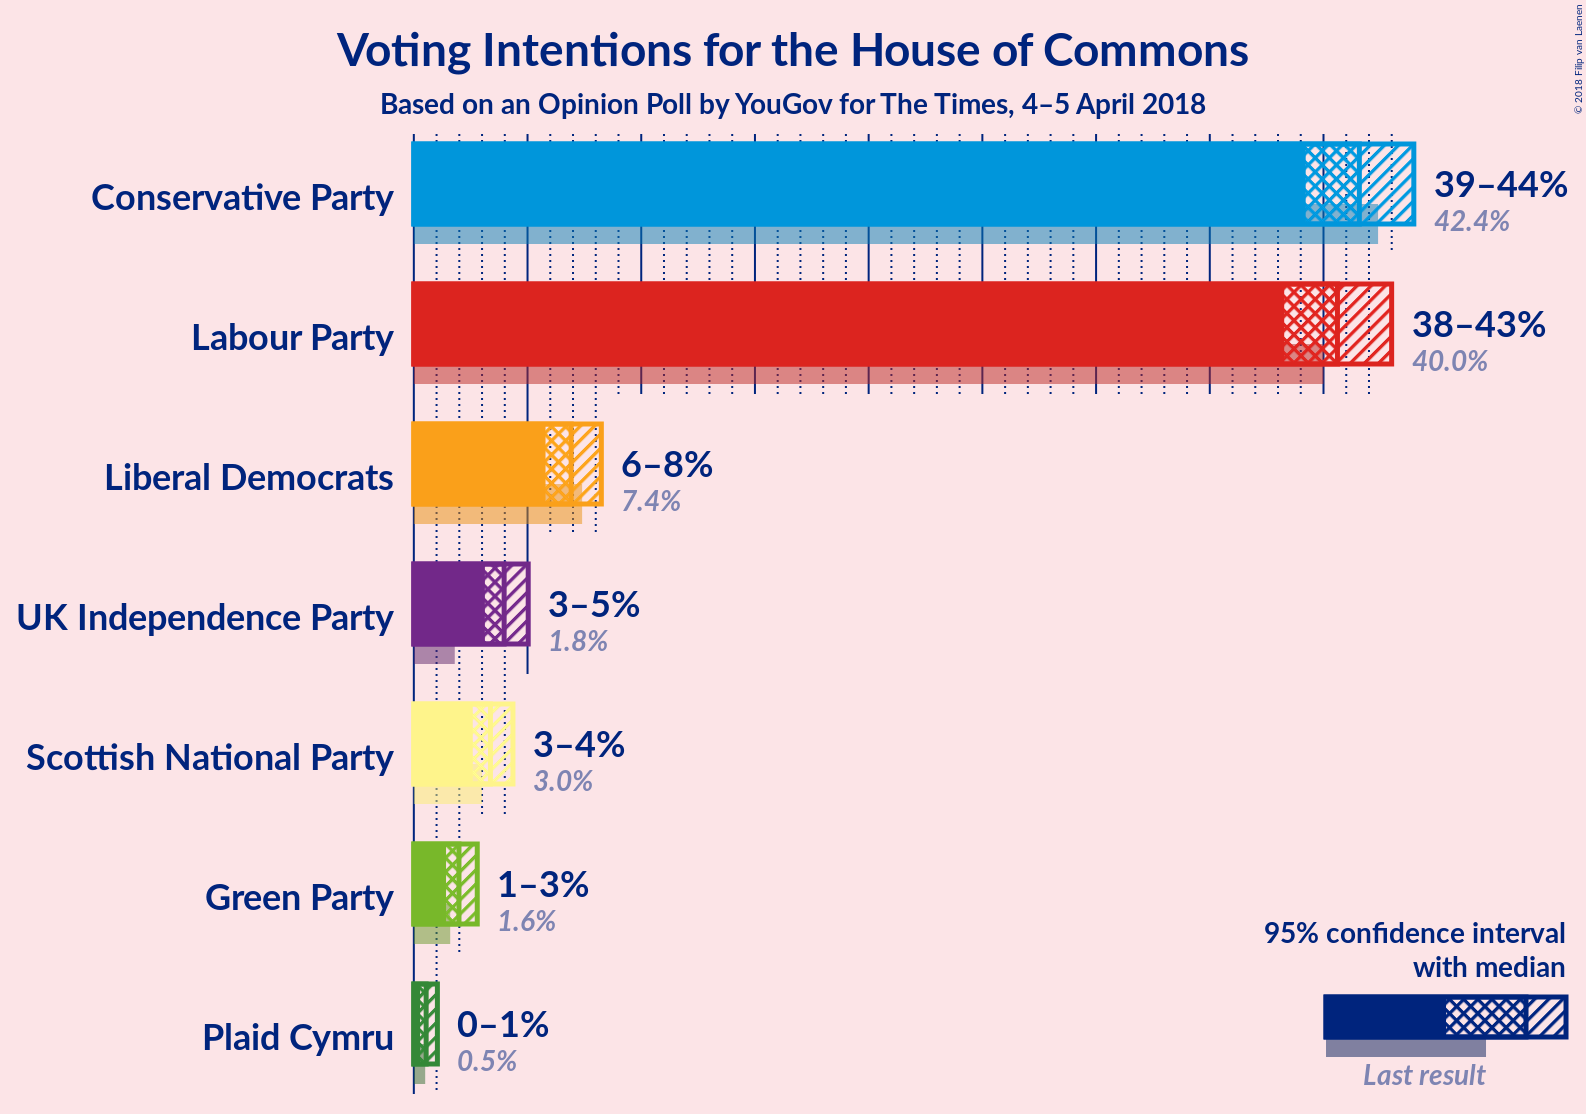 Voting Intentions for the House of Commons
Based on an Opinion Poll by YouGov for The Times, 4–5 April 2018
© 2018 Filip van Laenen
Conservative Party
39–44%
42.4%
Labour Party
38–43%
40.0%
Liberal Democrats
6–8%
7.4%
UK Independence Party
3–5%
1.8%
Scottish National Party
3–4%
3.0%
Green Party
1–3%
1.6%
Plaid Cymru
0–1%
0.5%
95% confidence interval
with median
Last result